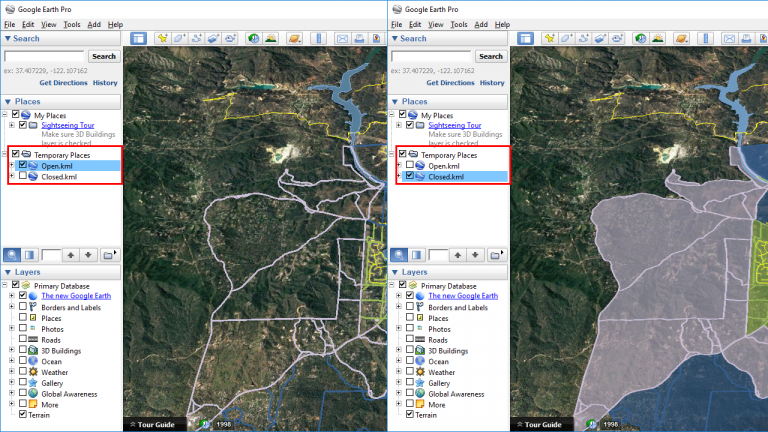 Google Earth Pro
File Edit View Tools Add Help
Search
Search
ex: 37.407229, -122.107162
Get Directions History
Places
My Places
Sightseeing Tour
Make sure 3D Buildings
layer is checked
Temporary Places
Open.kml
Closed.kml
Layers
Primary Database
The new Google Earth
Borders and Labels
Places
Photos
Roads
3D Buildings
Ocean
Weather
Gallery
Global Awareness
More
Terrain
Tour Guide
1998
Google Earth Pro
File Edit View Tools Add Help
Search
Search
ex: 37.407229, -122.107162
Get Directions History
Places
My Places
Sightseeing Tour
Make sure 3D Buildings
layer is checked
Temporary Places
Open.kml
Closed.kml
Layers
Primary Database
The new Google Earth
Borders and Labels
Places
Photos
Roads
3D Buildings
Ocean
Weather
Gallery
Global Awareness
More
Terrain
Tour Guide
1998